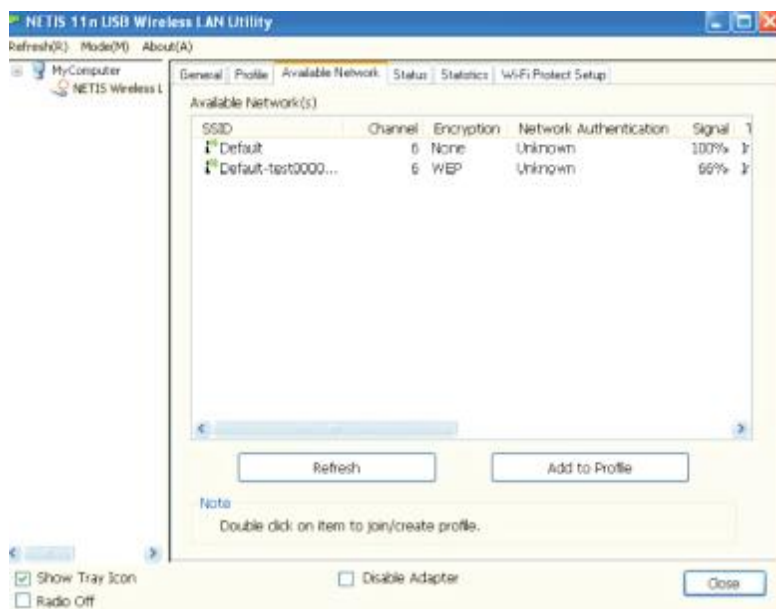 NETIS 11n USB Wireless LAN Utility
Refresh(R) Mode(M) About(A)
MyComputer
NETIS Wireless L
General Profile Available Network Status Statistics Wi-Fi Protect Setup
Available Network(s)
SSID Channel Encryption Network Authentication Signal T
Default 6 None Unknown 100% Ir
Default-test0000... 6 WEP Unknown 66% Ir
Refresh Add to Profile
Note
Double click on item to join/create profile.
Show Tray Icon Disable Adapter Close
Radio Off